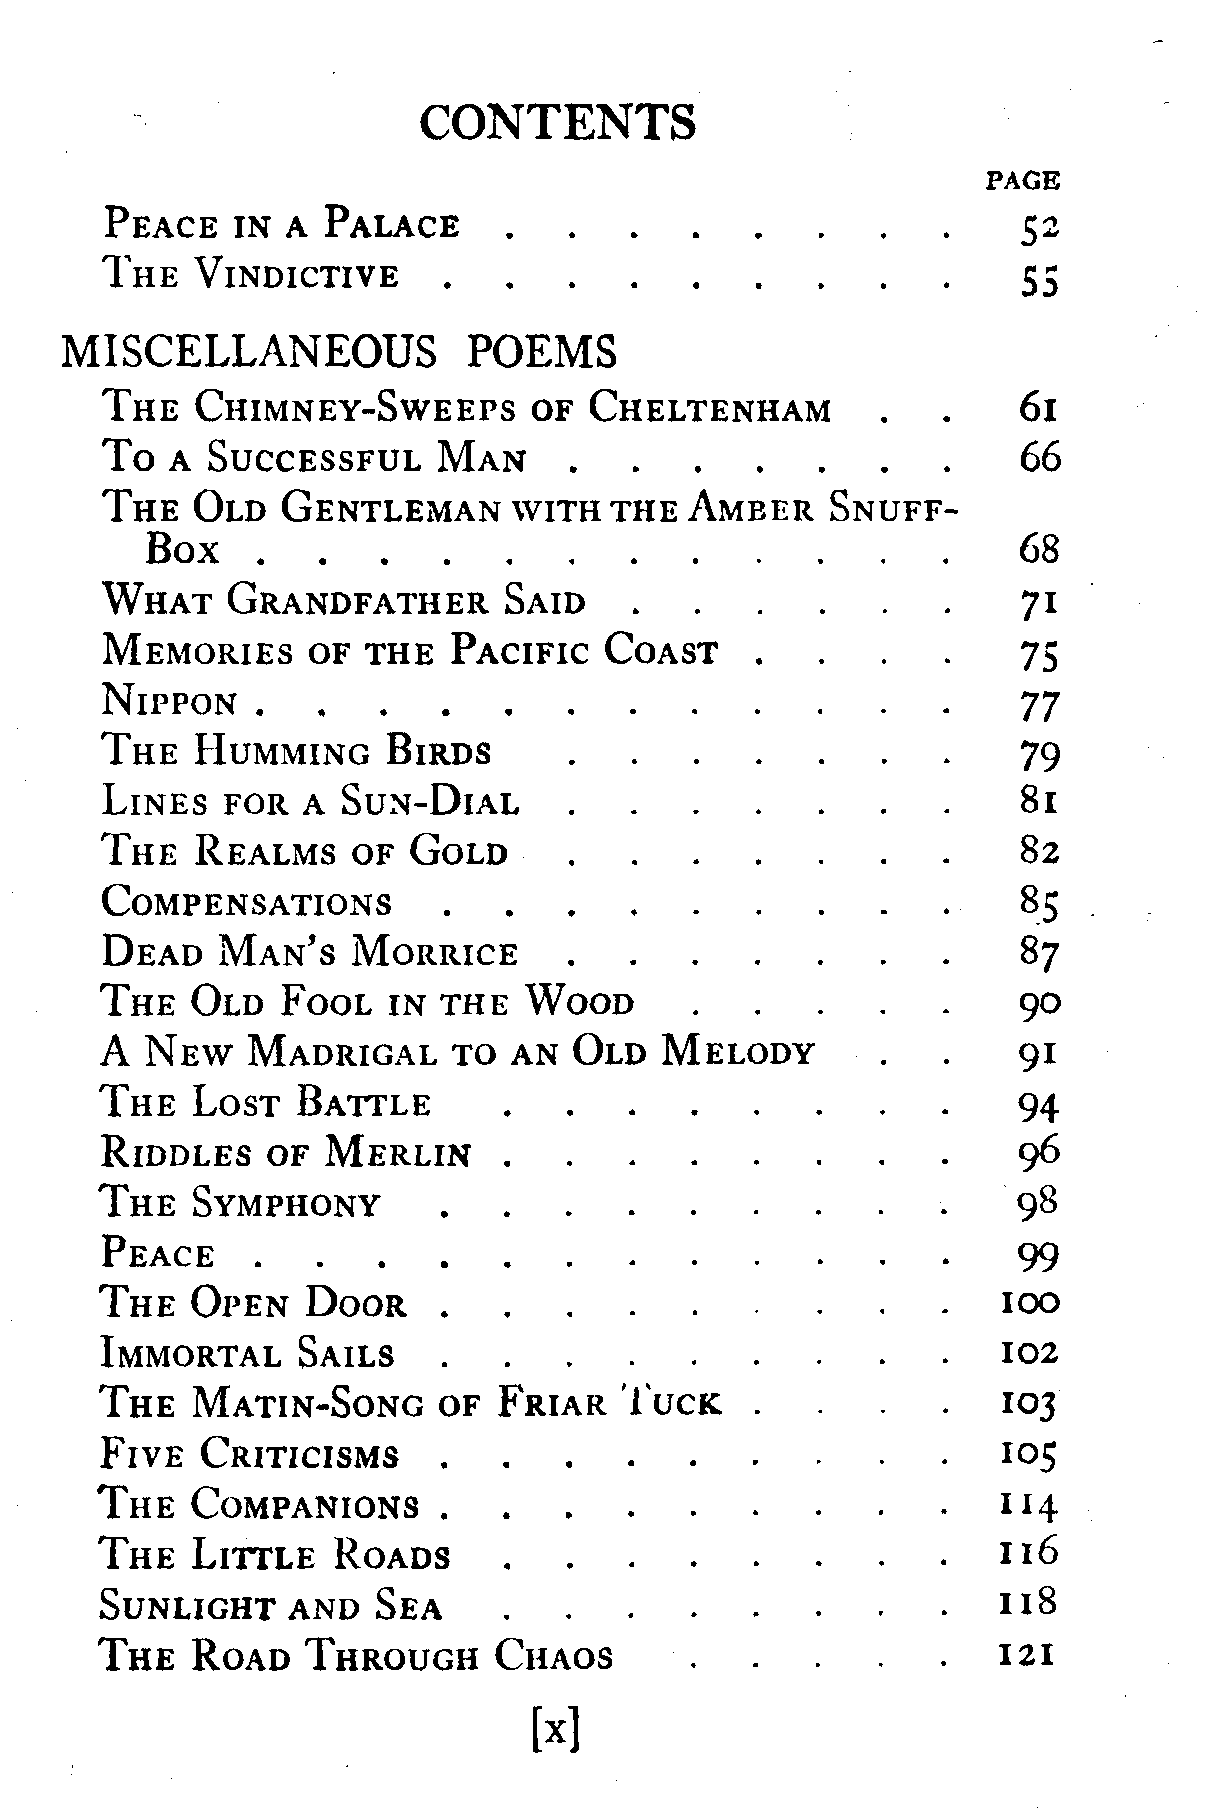 CONTENTS
PAGE
Peace in a Palace . . . . . . . . 52
The Vindictive . . . . . . . . . 55
MISCELLANEOUS POEMS
The Chimney-Sweeps of Cheltenham . . 61
To a Successful Man . . . . . . . 66
The Old Gentleman with the Amber Snuff-
Box . . . . . . . . . . . . 68
What Grandfather Said . . . . . . 71
Memories of the Pacific Coast . . . . 75
Nippon . . . . . . . . . . . . 77
The Humming Birds . . . . . . . 79
Lines for a Sun-Dial . . . . . . . 81
The Realms of Gold . . . . . . . 82
Compensations . . . . . . . . . 85
Dead Man's Morrice . . . . . . . 87
The Old Fool in the Wood . . . . . 90
A New Madrigal to an Old Melody . . 91
The Lost Battle . . . . . . . . 94
Riddles of Merlin . . . . . . . . 96
The Symphony . . . . . . . . . 98
Peace . . . . . . . . . . . . 99
The Open Door . . . . . . . . . 100
Immortal Sails . . . . . . . . . 102
The Matin-Song of Friar Tuck . . . . 103
Five Criticisms . . . . . . . . . 105
The Companions . . . . . . . . . 114
The Little Roads . . . . . . . . 116
Sunlight and Sea . . . . . . . . 118
The Road Through Chaos . . . . . 121
[x]